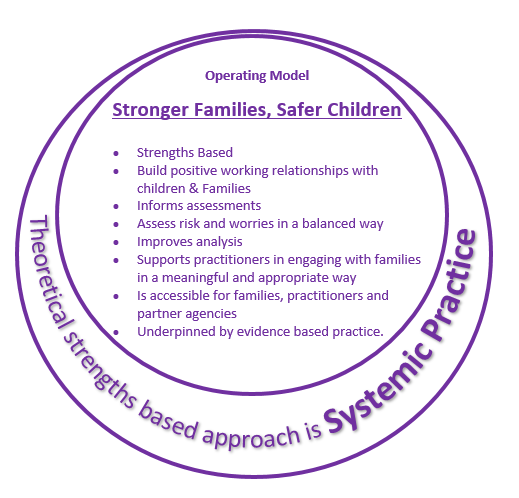 Operating Model
Stronger Families, Safer Children
• Strengths Based
• Build positive working relationships with
children & Families
• Informs assessments
• Assess risk and worries in a balanced way
• Improves analysis
• Supports practitioners in engaging with families
in a meaningful and appropriate way
• Is accessible for families, practitioners and
partner agencies
• Underpinned by evidence based practice.
Theoretical strengths based approach is Systemic Practice